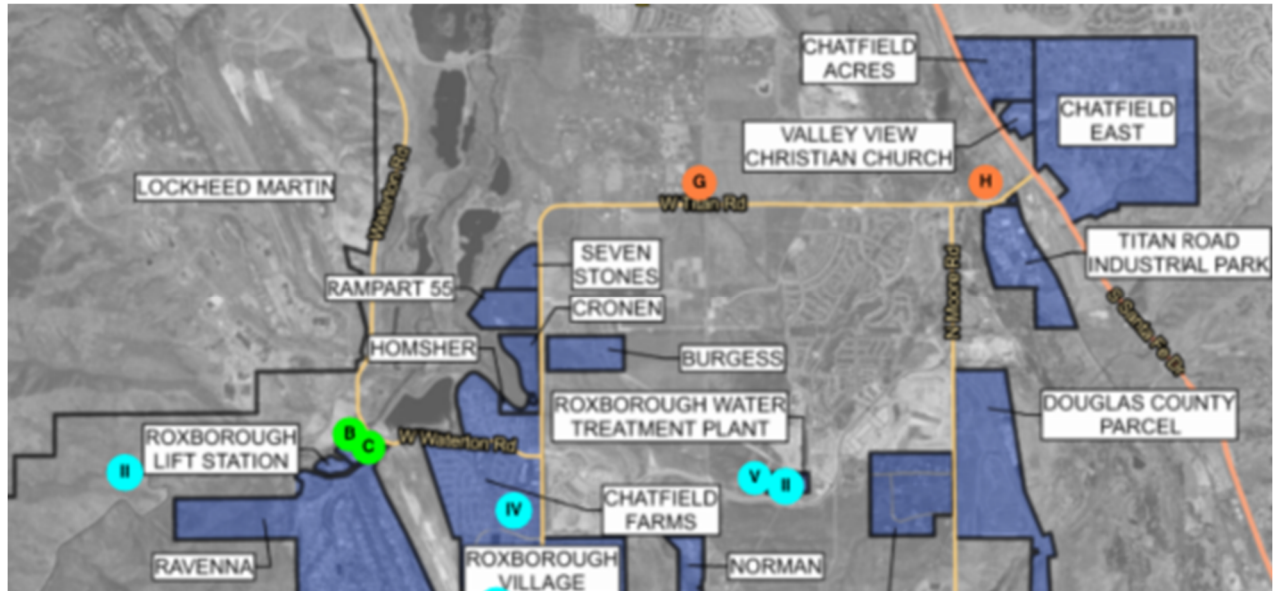 CHATFIELD
ACRES
CHATFIELD
EAST
VALLEY VIEW
CHRISTIAN CHURCH
LOCKHEED MARTIN
Waterton Rd
G
H
W Titan Rd
SEVEN
STONES
TITAN ROAD
INDUSTRIAL PARK
RAMPART 55
CRONEN
N Moore Rd
S Santa Fe Dr
HOMSHER
BURGESS
ROXBOROUGH WATER
TREATMENT PLANT
DOUGLAS COUNTY
PARCEL
B
C
W Waterton Rd
ROXBOROUGH
LIFT STATION
II
V
II
IV
CHATFIELD
FARMS
RAVENNA
ROXBOROUGH
VILLAGE
NORMAN